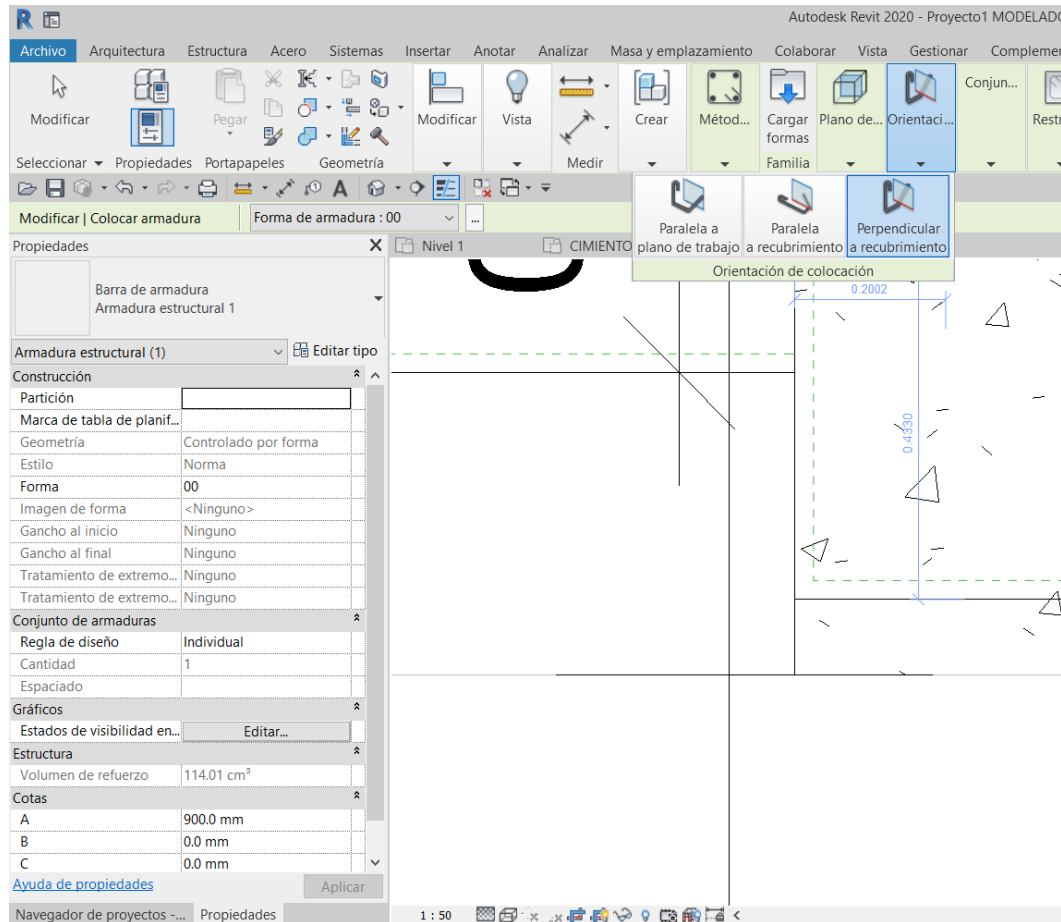 Autodesk Revit 2020 - Proyecto1 MODELADO
Archivo Arquitectura Estructura Acero Sistemas Insertar Anotar Analizar Masa y emplazamiento Colaborar Vista Gestionar Complemen
Modificar Pegar Modificar Vista Crear Métod... Cargar formas Plano de... Orientaci... Conjun... Restr
Seleccionar Propiedades Portapapeles Geometría Medir Familia
Modificar | Colocar armadura Forma de armadura : 00 ...
Paralela a plano de trabajo
Paralela a recubrimiento
Perpendicular a recubrimiento
Orientación de colocación
Propiedades X Nivel 1 CIMIENTO
0.2002
0.4330
Barra de armadura
Armadura estructural 1
Armadura estructural (1) Editar tipo
Construcción
Partición
Marca de tabla de planif...
Geometría Controlado por forma
Estilo Norma
Forma 00
Imagen de forma <Ninguno>
Gancho al inicio Ninguno
Gancho al final Ninguno
Tratamiento de extremo... Ninguno
Tratamiento de extremo... Ninguno
Conjunto de armaduras
Regla de diseño Individual
Cantidad 1
Espaciado
Gráficos
Estados de visibilidad en... Editar...
Estructura
Volumen de refuerzo 114.01 cm³
Cotas
A 900.0 mm
B 0.0 mm
C 0.0 mm
Ayuda de propiedades Aplicar
Navegador de proyectos -... Propiedades 1 : 50